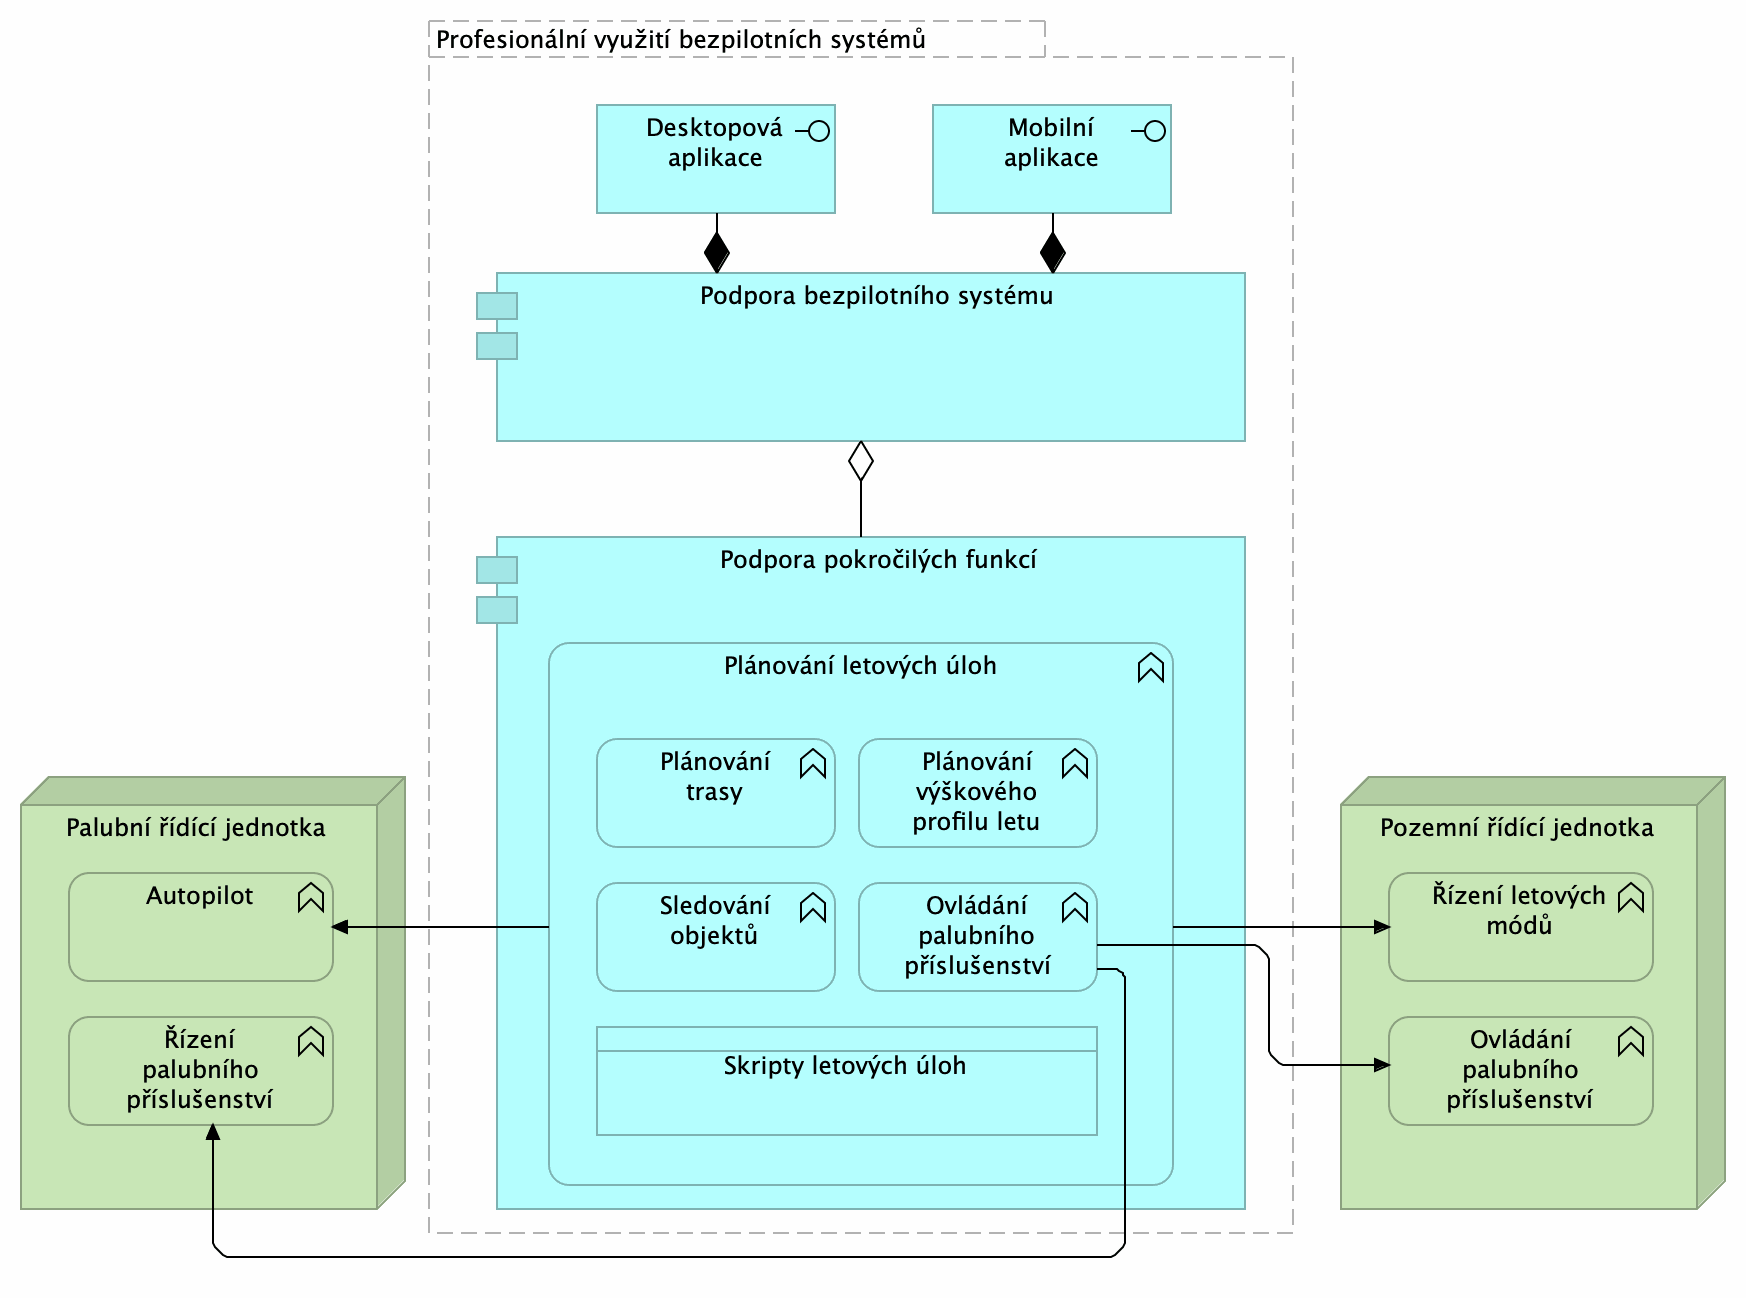 Profesionální využití bezpilotních systémů
Desktopová
aplikace
Mobilní
aplikace
Podpora bezpilotního systému
Podpora pokročilých funkcí
Plánování letových úloh
Plánování
trasy
Plánování
výškového
profilu letu
Sledování
objektů
Ovládání
palubního
příslušenství
Skripty letových úloh
Palubní řídící jednotka
Autopilot
Řízení
palubního
příslušenství
Pozemní řídící jednotka
Řízení letových
módů
Ovládání
palubního
příslušenství